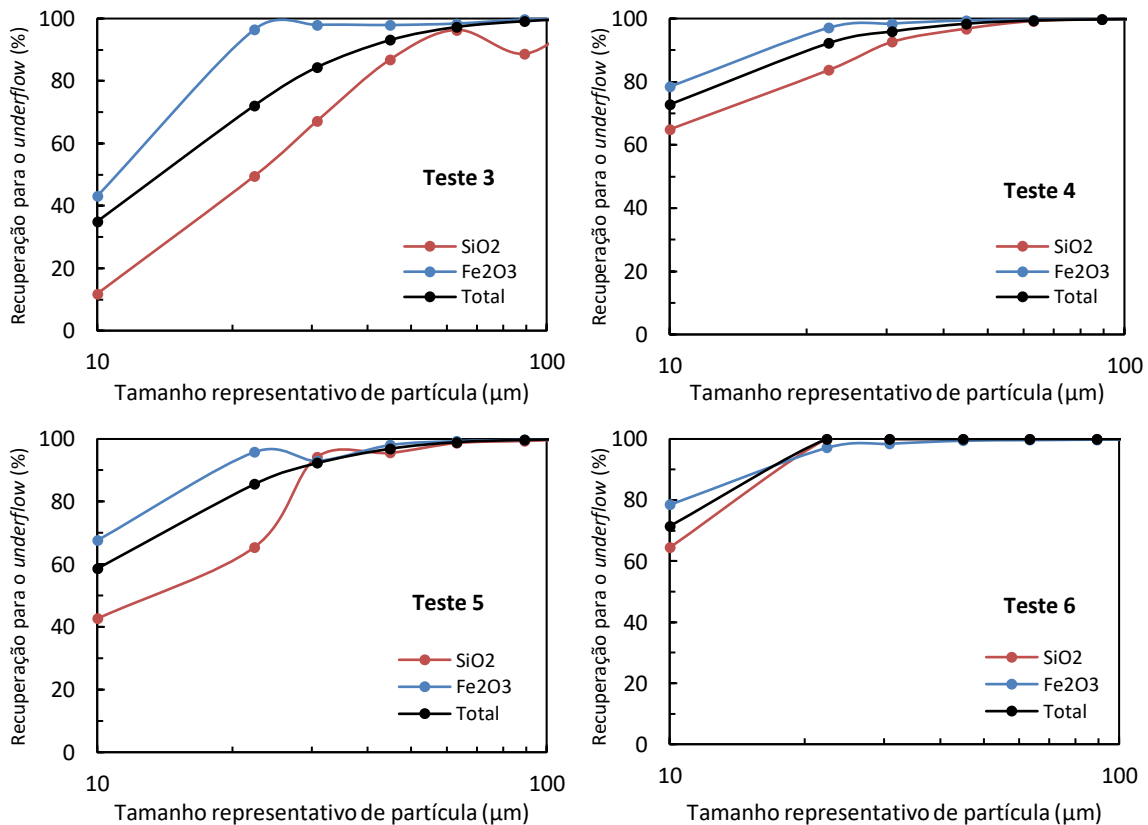 Recuperação para o underflow (%)
100
80
60
40
20
0
Teste 3
SiO2
Fe2O3
Total
10
100
Tamanho representativo de partícula (µm)
Recuperação para o underflow (%)
100
80
60
40
20
0
Teste 4
SiO2
Fe2O3
Total
10
100
Tamanho representativo de partícula (µm)
Recuperação para o underflow (%)
100
80
60
40
20
0
Teste 5
SiO2
Fe2O3
Total
10
100
Tamanho representativo de partícula (µm)
Recuperação para o underflow (%)
100
80
60
40
20
0
Teste 6
SiO2
Fe2O3
Total
10
100
Tamanho representativo de partícula (µm)